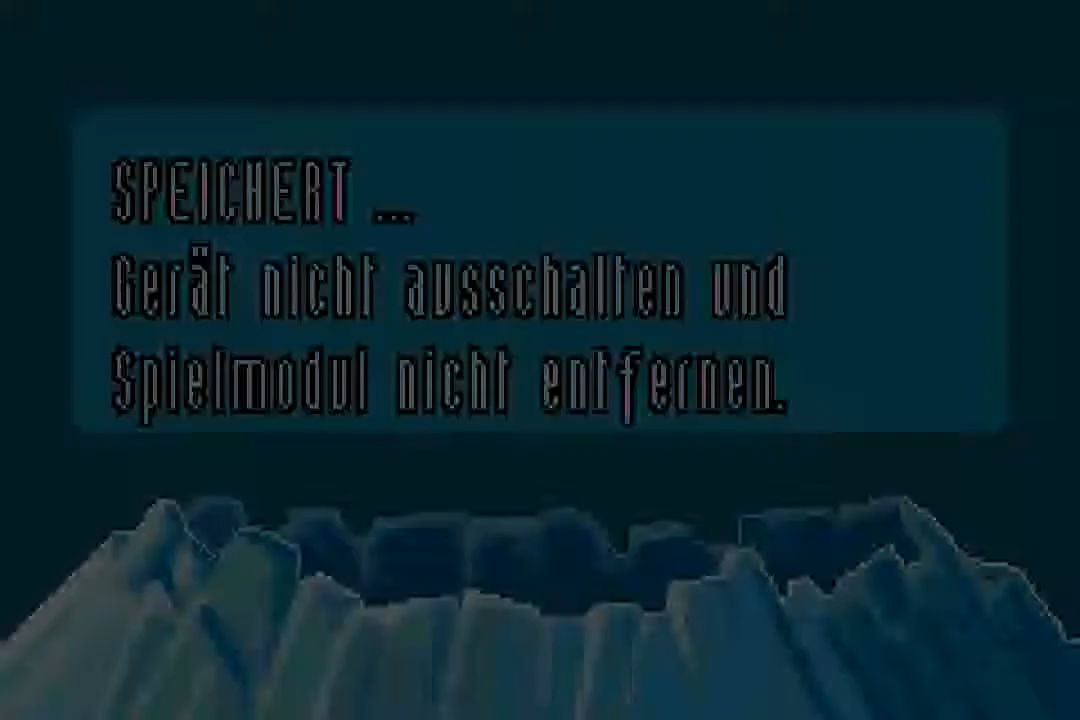 SPEICHERT ...
Gerät nicht ausschalten und
Spielmodul nicht entfernen.